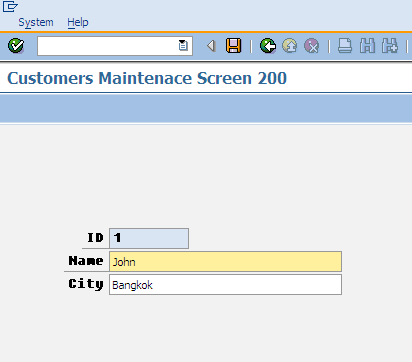 System Help
Customers Maintenace Screen 200
ID 1
Name John
City Bangkok